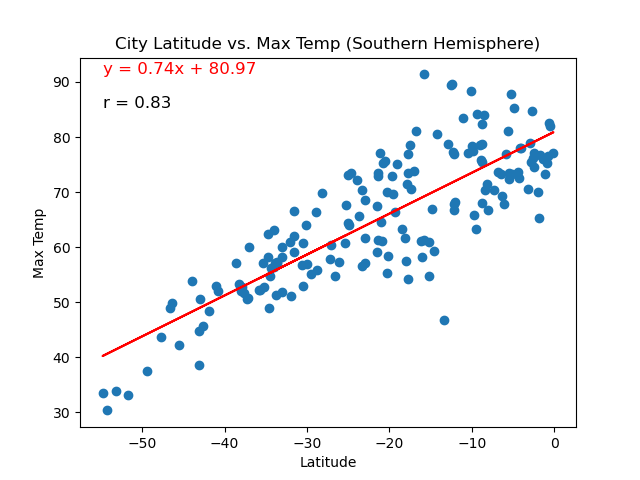 City Latitude vs. Max Temp (Southern Hemisphere)
y = 0.74x + 80.97
r = 0.83
90
80
70
60
50
40
30
Max Temp
−50
−40
−30
−20
−10
0
Latitude